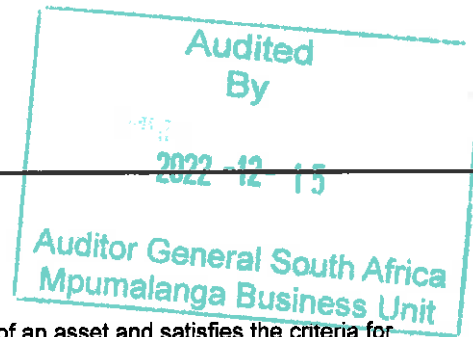 Audited
By
2022 -12- 15
Auditor General South Africa
Mpumalanga Business Unit
of an asset and satisfies the criteria for